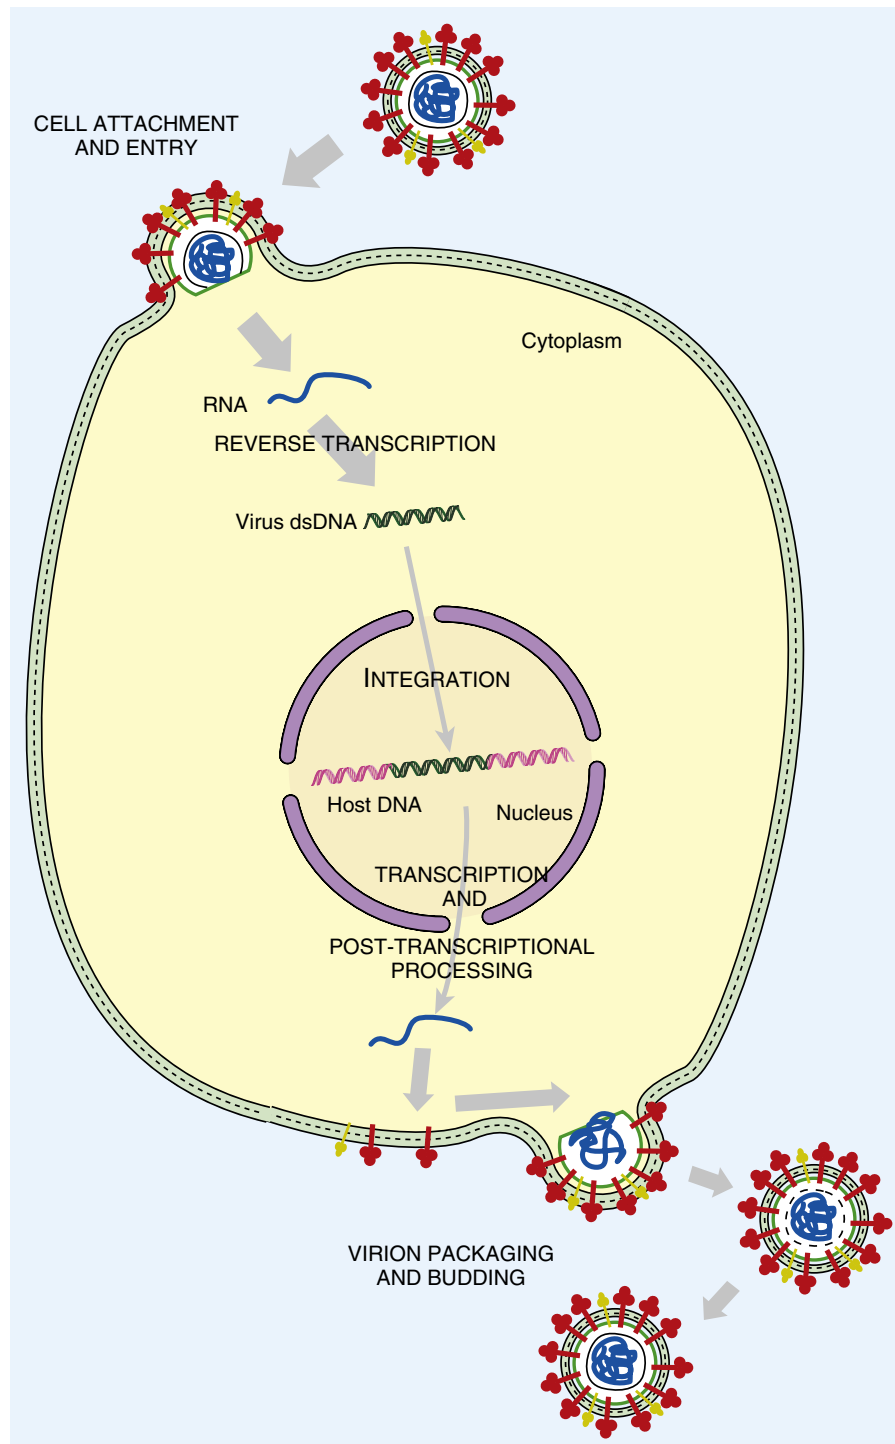 CELL ATTACHMENT
AND ENTRY
Cytoplasm
RNA
REVERSE TRANSCRIPTION
Virus dsDNA
INTEGRATION
Host DNA
Nucleus
TRANSCRIPTION
AND
POST-TRANSCRIPTIONAL
PROCESSING
VIRION PACKAGING
AND BUDDING